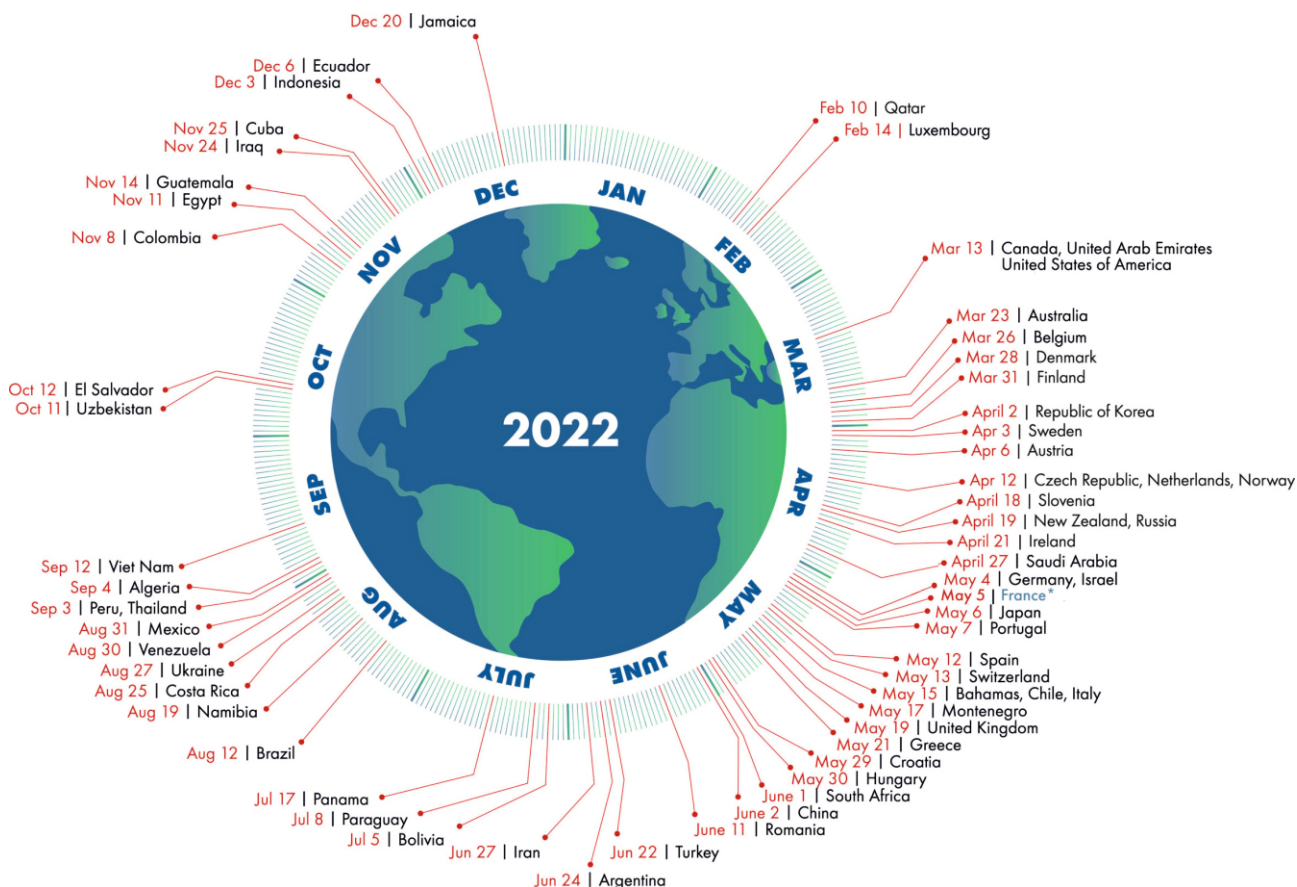 Dec 20 | Jamaica
Dec 6 | Ecuador
Dec 3 | Indonesia
Nov 25 | Cuba
Nov 24 | Iraq
Nov 14 | Guatemala
Nov 11 | Egypt
Nov 8 | Colombia
Oct 12 | El Salvador
Oct 11 | Uzbekistan
Sep 12 | Viet Nam
Sep 4 | Algeria
Sep 3 | Peru, Thailand
Aug 31 | Mexico
Aug 30 | Venezuela
Aug 27 | Ukraine
Aug 25 | Costa Rica
Aug 19 | Namibia
Aug 12 | Brazil
Jul 17 | Panama
Jul 8 | Paraguay
Jul 5 | Bolivia
Jun 27 | Iran
Jun 24 | Argentina
Jun 22 | Turkey
Feb 10 | Qatar
Feb 14 | Luxembourg
Mar 13 | Canada, United Arab Emirates
United States of America
Mar 23 | Australia
Mar 26 | Belgium
Mar 28 | Denmark
Mar 31 | Finland
April 2 | Republic of Korea
Apr 3 | Sweden
Apr 6 | Austria
Apr 12 | Czech Republic, Netherlands, Norway
April 18 | Slovenia
April 19 | New Zealand, Russia
April 21 | Ireland
April 27 | Saudi Arabia
May 4 | Germany, Israel
May 5 | France*
May 6 | Japan
May 7 | Portugal
May 12 | Spain
May 13 | Switzerland
May 15 | Bahamas, Chile, Italy
May 17 | Montenegro
May 19 | United Kingdom
May 21 | Greece
May 29 | Croatia
May 30 | Hungary
June 1 | South Africa
June 2 | China
June 11 | Romania
JAN
FEB
MAR
APR
MAY
JUNE
JULY
AUG
SEP
OCT
NOV
DEC
2022